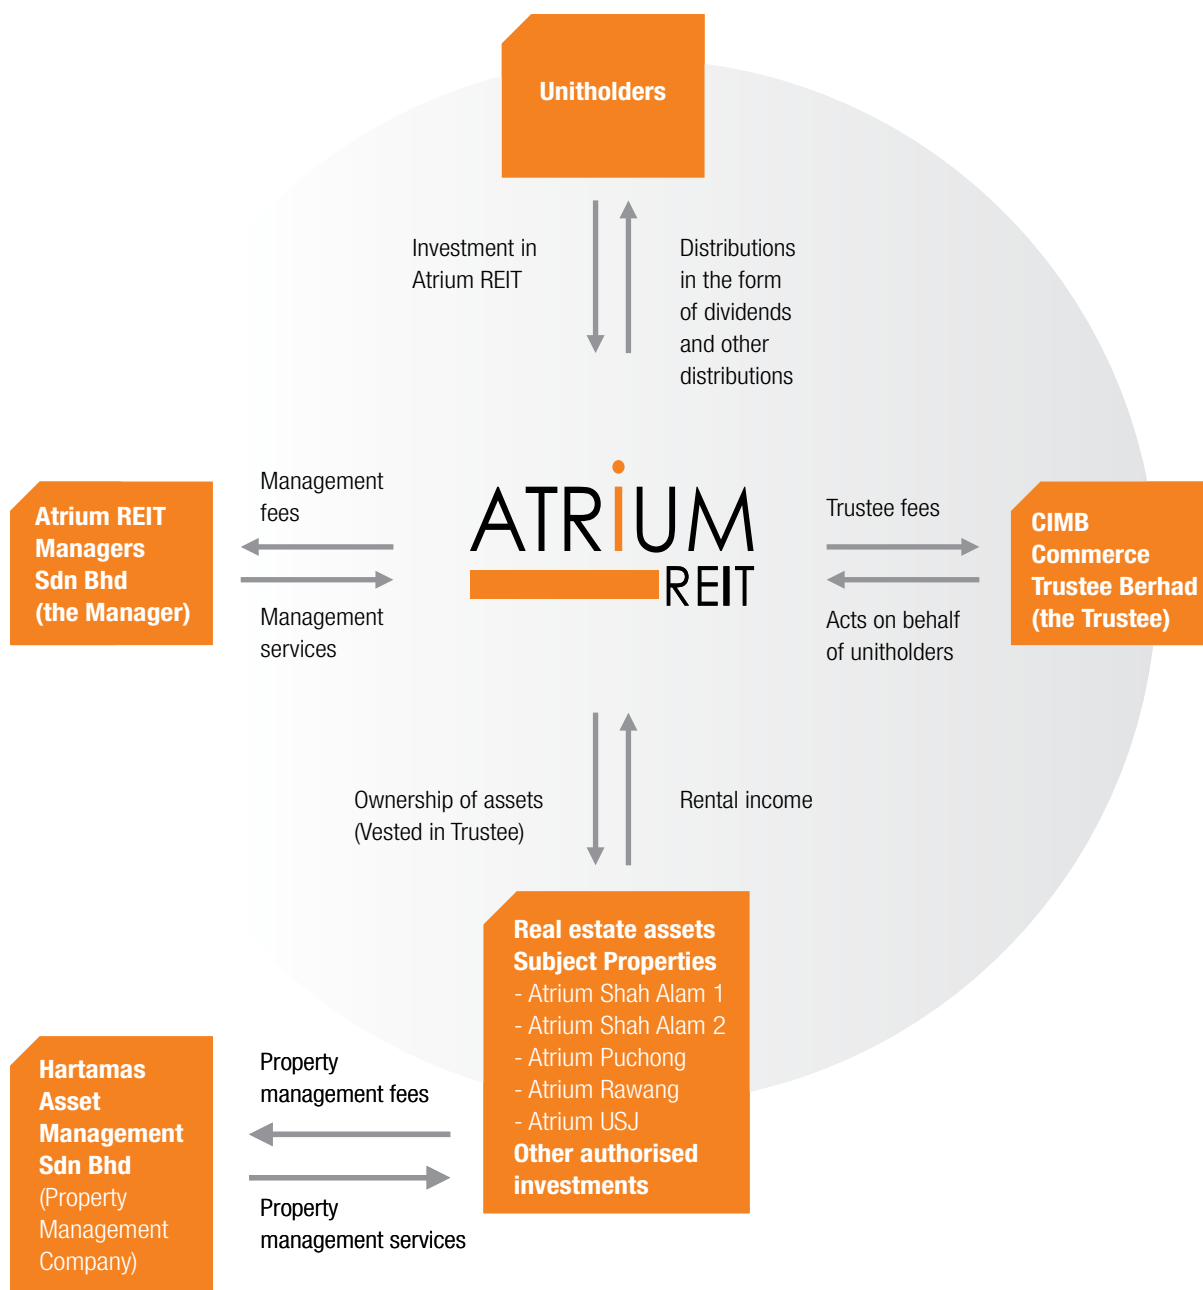 Unitholders
Investment in
Atrium REIT
Distributions
in the form
of dividends
and other
distributions
Management
fees
Atrium REIT
Managers
Sdn Bhd
(the Manager)
Management
services
ATRiUM
REIT
Trustee fees
CIMB
Commerce
Trustee Berhad
(the Trustee)
Acts on behalf
of unitholders
Ownership of assets
(Vested in Trustee)
Rental income
Real estate assets
Subject Properties
- Atrium Shah Alam 1
- Atrium Shah Alam 2
- Atrium Puchong
- Atrium Rawang
- Atrium USJ
Other authorised
investments
Hartamas
Asset
Management
Sdn Bhd
(Property
Management
Company)
Property
management fees
Property
management services